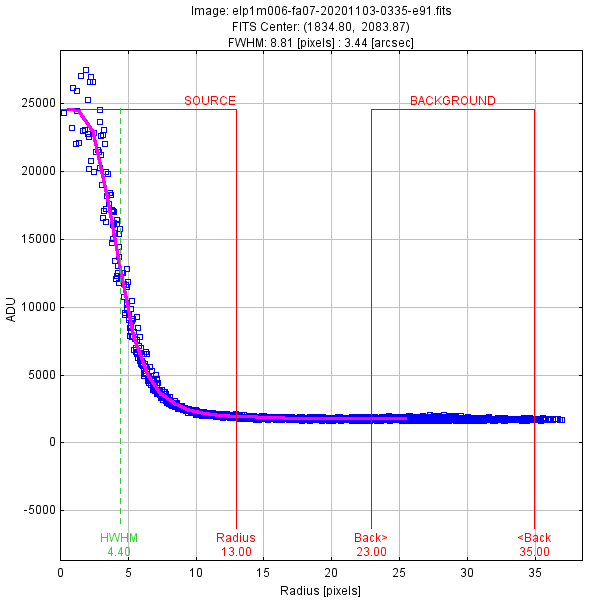 Image: elp1m006-fa07-20201103-0335-e91.fits
FITS Center: (1834.80, 2083.87)
FWHM: 8.81 [pixels] : 3.44 [arcsec]
SOURCE
BACKGROUND
25000
20000
15000
10000
5000
0
-5000
ADU
HWHM
4.40
Radius
13.00
Back>
23.00
<Back
35.00
0 5 10 15 20 25 30 35
Radius [pixels]